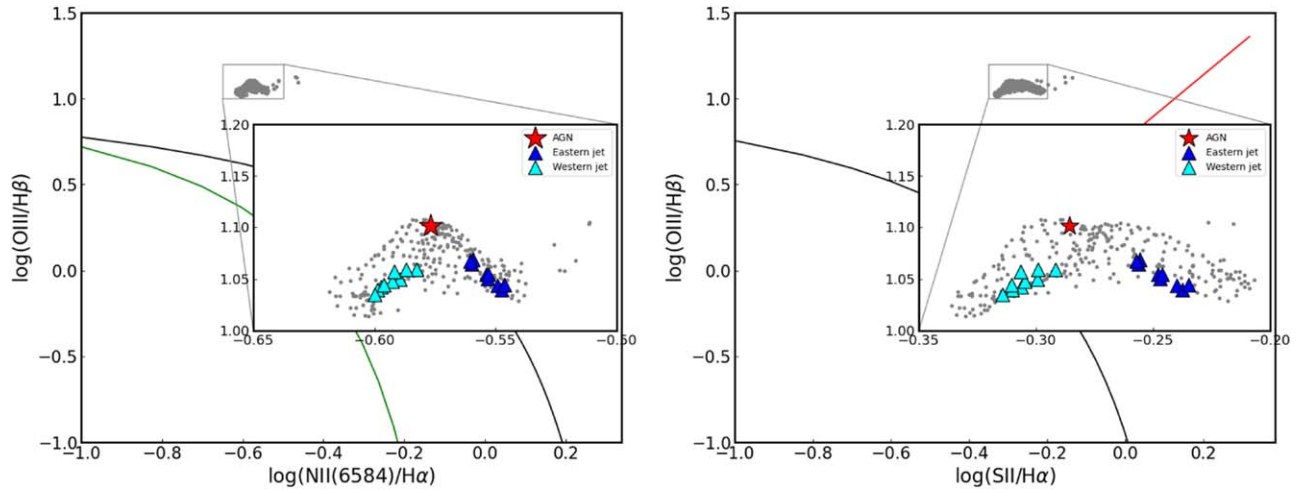 1.5
1.0
0.5
0.0
−0.5
−1.0
log(OIII/Hβ)
−1.0 −0.8 −0.6 −0.4 −0.2 0.0 0.2
log(NII(6584)/Hα)
1.20
1.15
1.10
1.05
1.00
−0.65 −0.60 −0.55 −0.50
AGN
Eastern jet
Western jet
1.5
1.0
0.5
0.0
−0.5
−1.0
log(OIII/Hβ)
−1.0 −0.8 −0.6 −0.4 −0.2 0.0 0.2
log(SII/Hα)
1.20
1.15
1.10
1.05
1.00
−0.35 −0.30 −0.25 −0.20
AGN
Eastern jet
Western jet